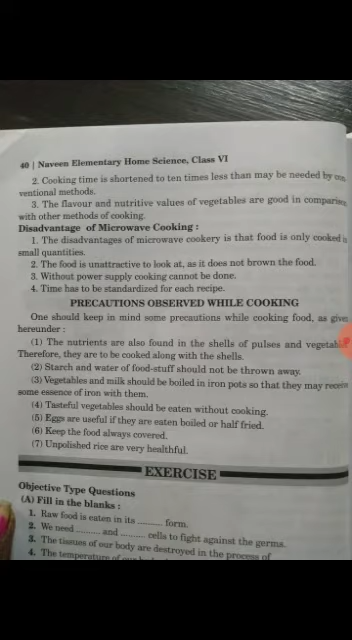 40 | Naveen Elementary Home Science, Class VI
2. Cooking time is shortened to ten times less than may be needed by con
ventional methods.
3. The flavour and nutritive values of vegetables are good in comparison
with other methods of cooking.
Disadvantage of Microwave Cooking :
1. The disadvantages of microwave cookery is that food is only cooked in
small quantities.
2. The food is unattractive to look at, as it does not brown the food.
3. Without power supply cooking cannot be done.
4. Time has to be standardized for each recipe.
PRECAUTIONS OBSERVED WHILE COOKING
One should keep in mind some precautions while cooking food, as given
hereunder :
(1) The nutrients are also found in the shells of pulses and vegetable
Therefore, they are to be cooked along with the shells.
(2) Starch and water of food-stuff should not be thrown away.
(3) Vegetables and milk should be boiled in iron pots so that they may receive
some essence of iron with them.
(4) Tasteful vegetables should be eaten without cooking.
(5) Eggs are useful if they are eaten boiled or half fried.
(6) Keep the food always covered.
(7) Unpolished rice are very healthful.
EXERCISE
Objective Type Questions
(A) Fill in the blanks :
1. Raw food is eaten in its ......... form.
2. We need .......... and .......... cells to fight against the germs.
3. The tissues of our body are destroyed in the process of
4. The temperature of our